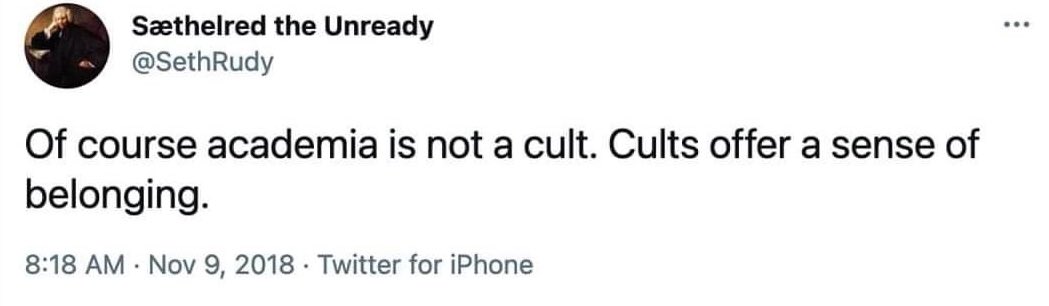 Sæthelred the Unready
@SethRudy
Of course academia is not a cult. Cults offer a sense of
belonging.
8:18 AM · Nov 9, 2018 · Twitter for iPhone